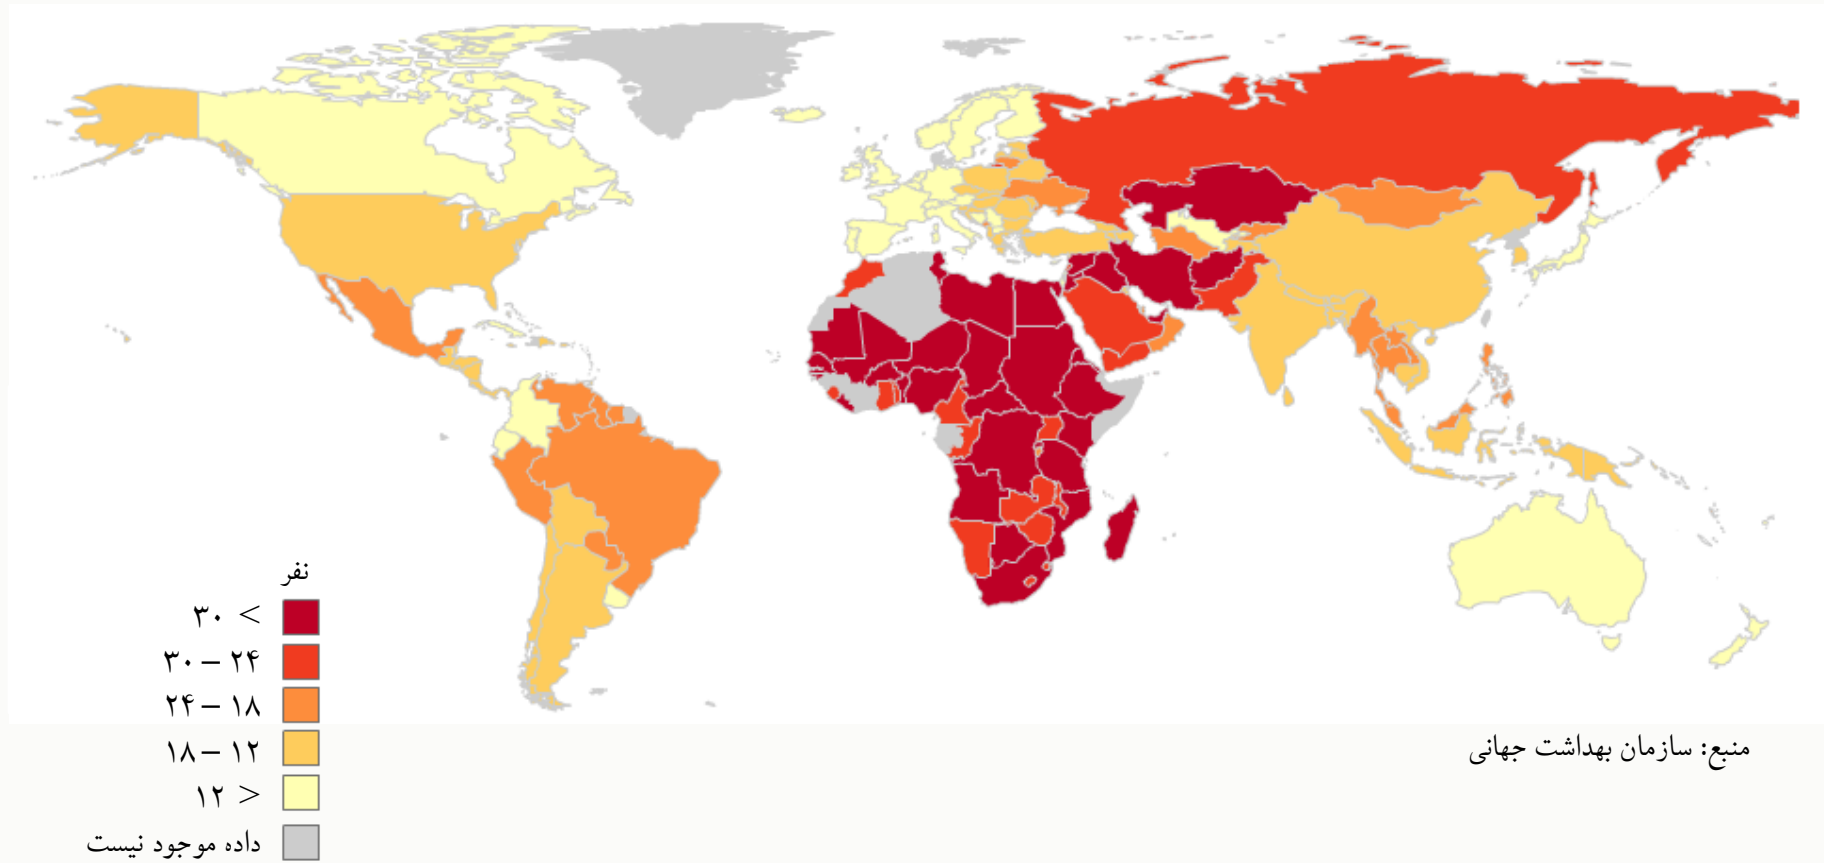 نفر
> ۳۰
۲۴ – ۳۰
۱۸ – ۲۴
۱۲ – ۱۸
< ۱۲
داده موجود نیست
منبع: سازمان بهداشت جهانی